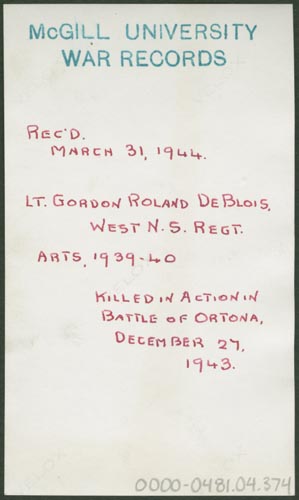 McGILL UNIVERSITY
WAR RECORDS
REC'D.
MARCH 31, 1944.
LT. GORDON ROLAND DEBLOIS,
WEST N.S. REGT.
ARTS, 1939-40
KILLED IN ACTION IN
BATTLE OF ORTONA,
DECEMBER 27,
1943.
0000-0481.04.374